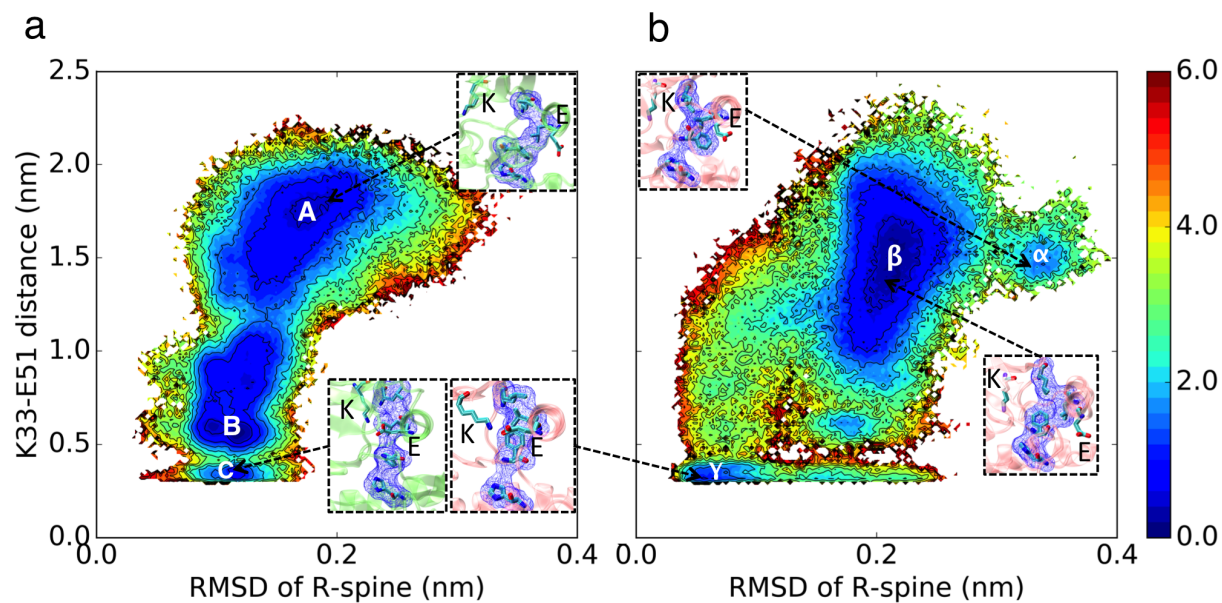 a
b
K33-E51 distance (nm)
2.5
2.0
1.5
1.0
0.5
0.0
0.0
0.2
0.4
RMSD of R-spine (nm)
A
B
C
K
E
K
E
K
E
0.0
0.2
0.4
RMSD of R-spine (nm)
K
E
β
α
γ
K
E
6.0
4.0
2.0
0.0